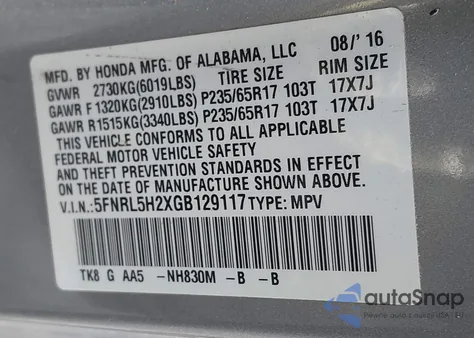 MFD. BY HONDA MFG. OF ALABAMA, LLC 08/'16
GVWR 2730KG(6019LBS) TIRE SIZE RIM SIZE
GAWR F1320KG(2910LBS) P235/65R17 103T 17X7J
GAWR R1515KG(3340LBS) P235/65R17 103T 17X7J
THIS VEHICLE CONFORMS TO ALL APPLICABLE
FEDERAL MOTOR VEHICLE SAFETY
AND THEFT PREVENTION STANDARDS IN EFFECT
ON THE DATE OF MANUFACTURE SHOWN ABOVE.
V.I.N.:5FNRL5H2XGB129117 TYPE: MPV
TK8 G AA5 -NH830M -B -B
autoSnap